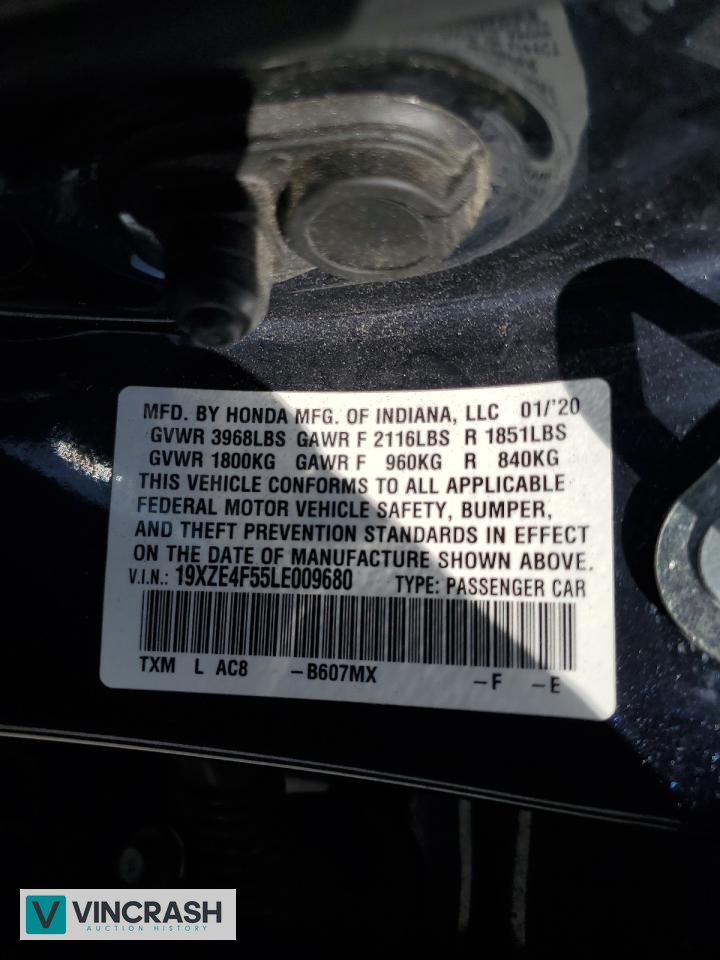 MFD. BY HONDA MFG. OF INDIANA, LLC 01/'20
GVWR 3968LBS GAWR F 2116LBS R 1851LBS
GVWR 1800KG GAWR F 960KG R 840KG
THIS VEHICLE CONFORMS TO ALL APPLICABLE
FEDERAL MOTOR VEHICLE SAFETY, BUMPER,
AND THEFT PREVENTION STANDARDS IN EFFECT
ON THE DATE OF MANUFACTURE SHOWN ABOVE.
V.I.N.: 19XZE4F55LE009680 TYPE: PASSENGER CAR
TXM L AC8 -B607MX -F -E
V VINCRASH
AUCTION HISTORY